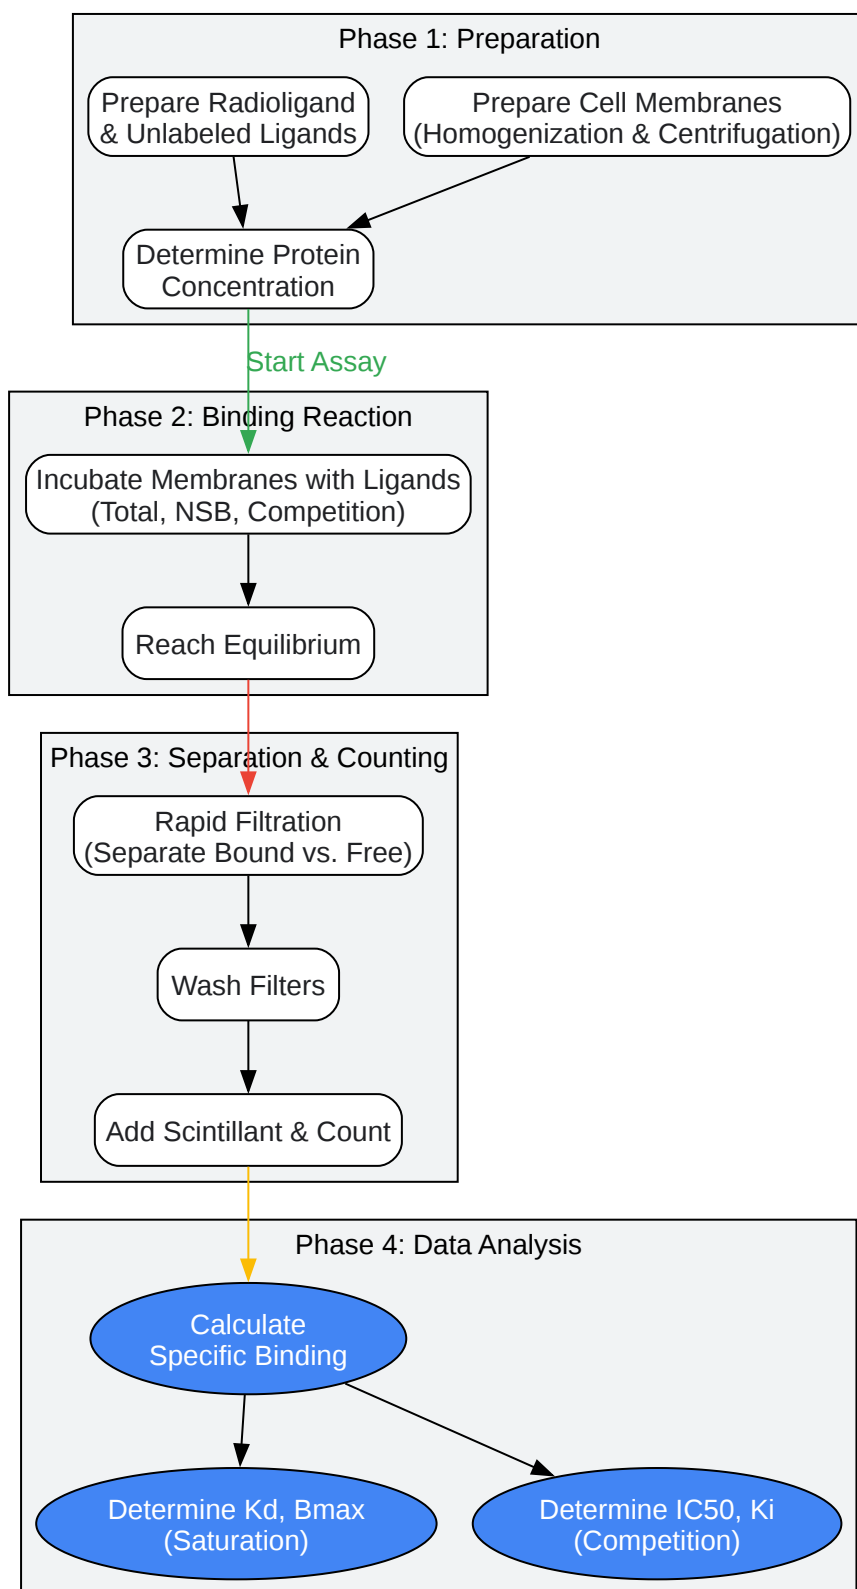 Phase 1: Preparation
Prepare Radioligand
& Unlabeled Ligands
Prepare Cell Membranes
(Homogenization & Centrifugation)
Determine Protein
Concentration
Start Assay
Phase 2: Binding Reaction
Incubate Membranes with Ligands
(Total, NSB, Competition)
Reach Equilibrium
Phase 3: Separation & Counting
Rapid Filtration
(Separate Bound vs. Free)
Wash Filters
Add Scintillant & Count
Phase 4: Data Analysis
Calculate
Specific Binding
Determine Kd, Bmax
(Saturation)
Determine IC50, Ki
(Competition)